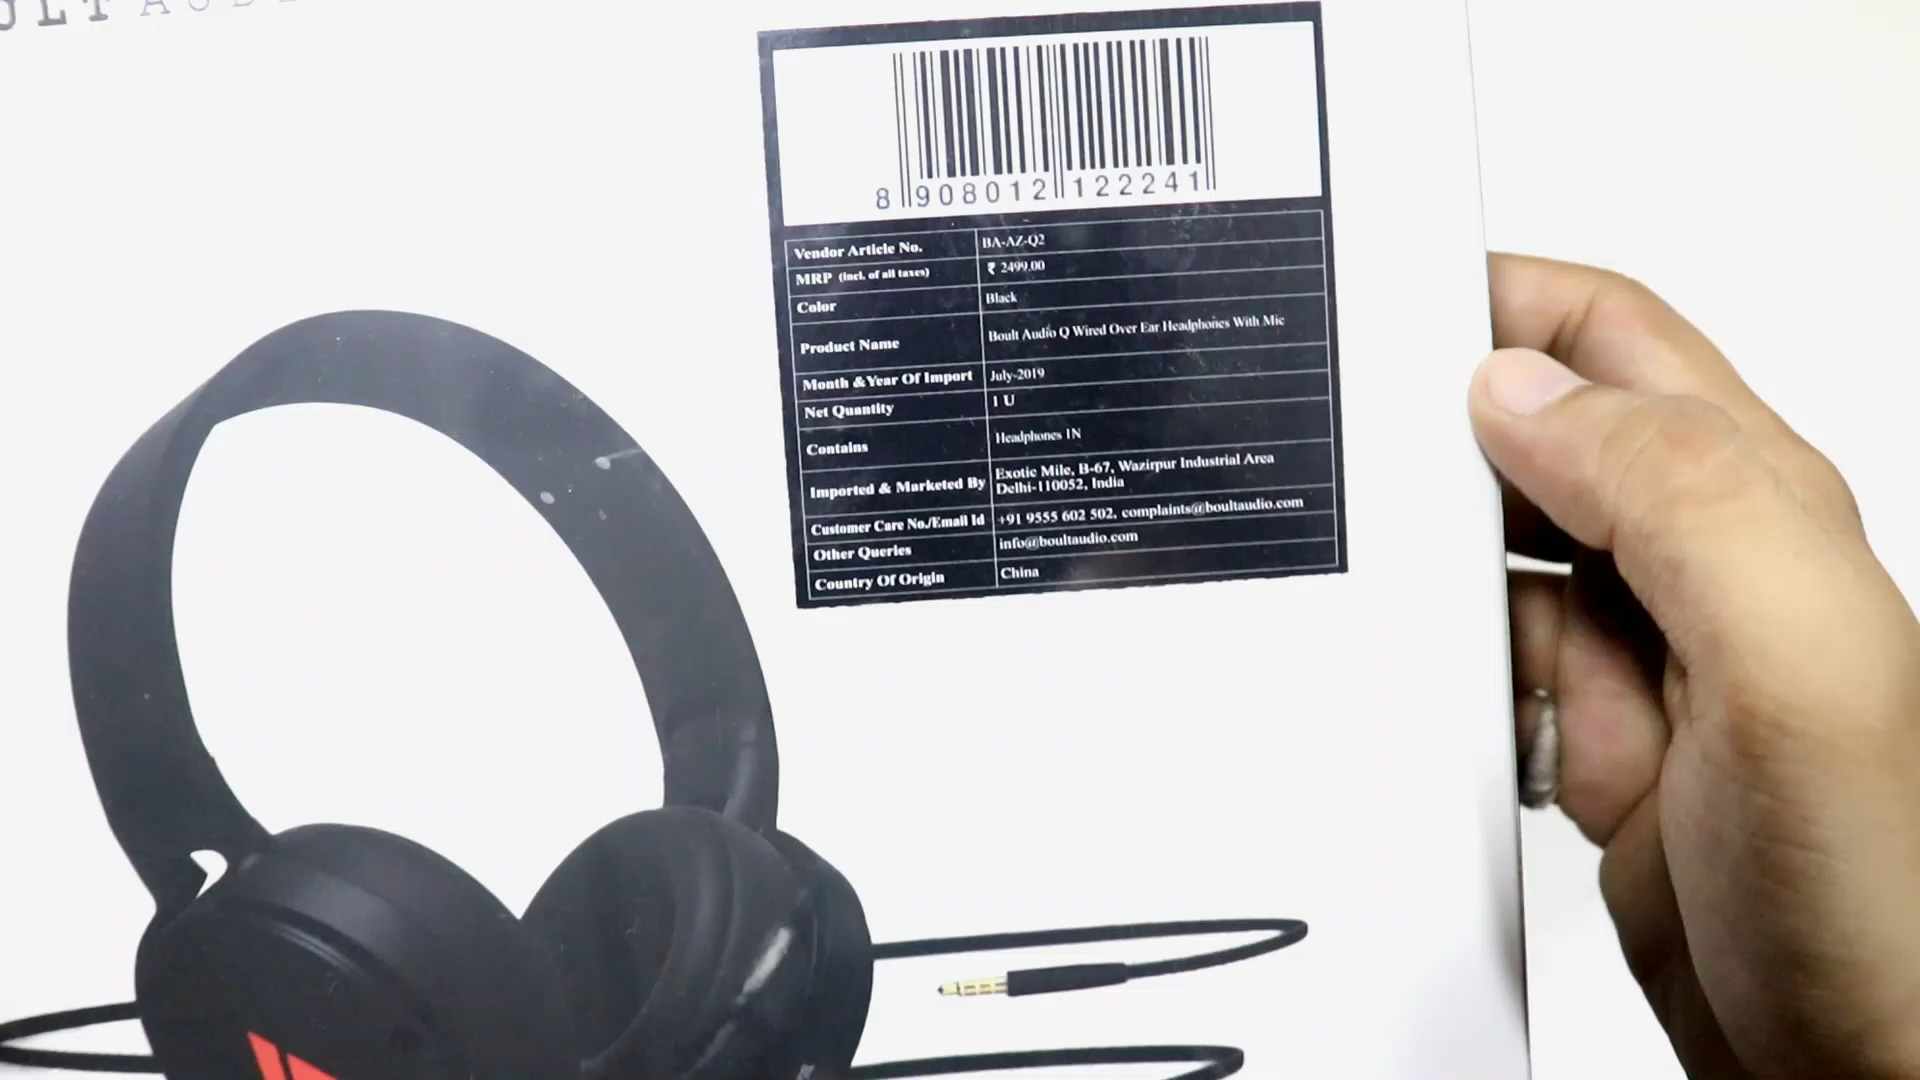 ULT AUD
8 908012 122241
Vendor Article No. BA-AZ-Q2
MRP (incl. of all taxes) ₹ 2499.00
Color Black
Product Name Boult Audio Q Wired Over Ear Headphones With Mic
Month &Year Of Import July-2019
Net Quantity 1 U
Contains Headphones 1N
Imported & Marketed By Exotic Mile, B-67, Wazirpur Industrial Area
Delhi-110052, India
Customer Care No./Email Id +91 9555 602 502, complaints@boultaudio.com
Other Queries info@boultaudio.com
Country Of Origin China